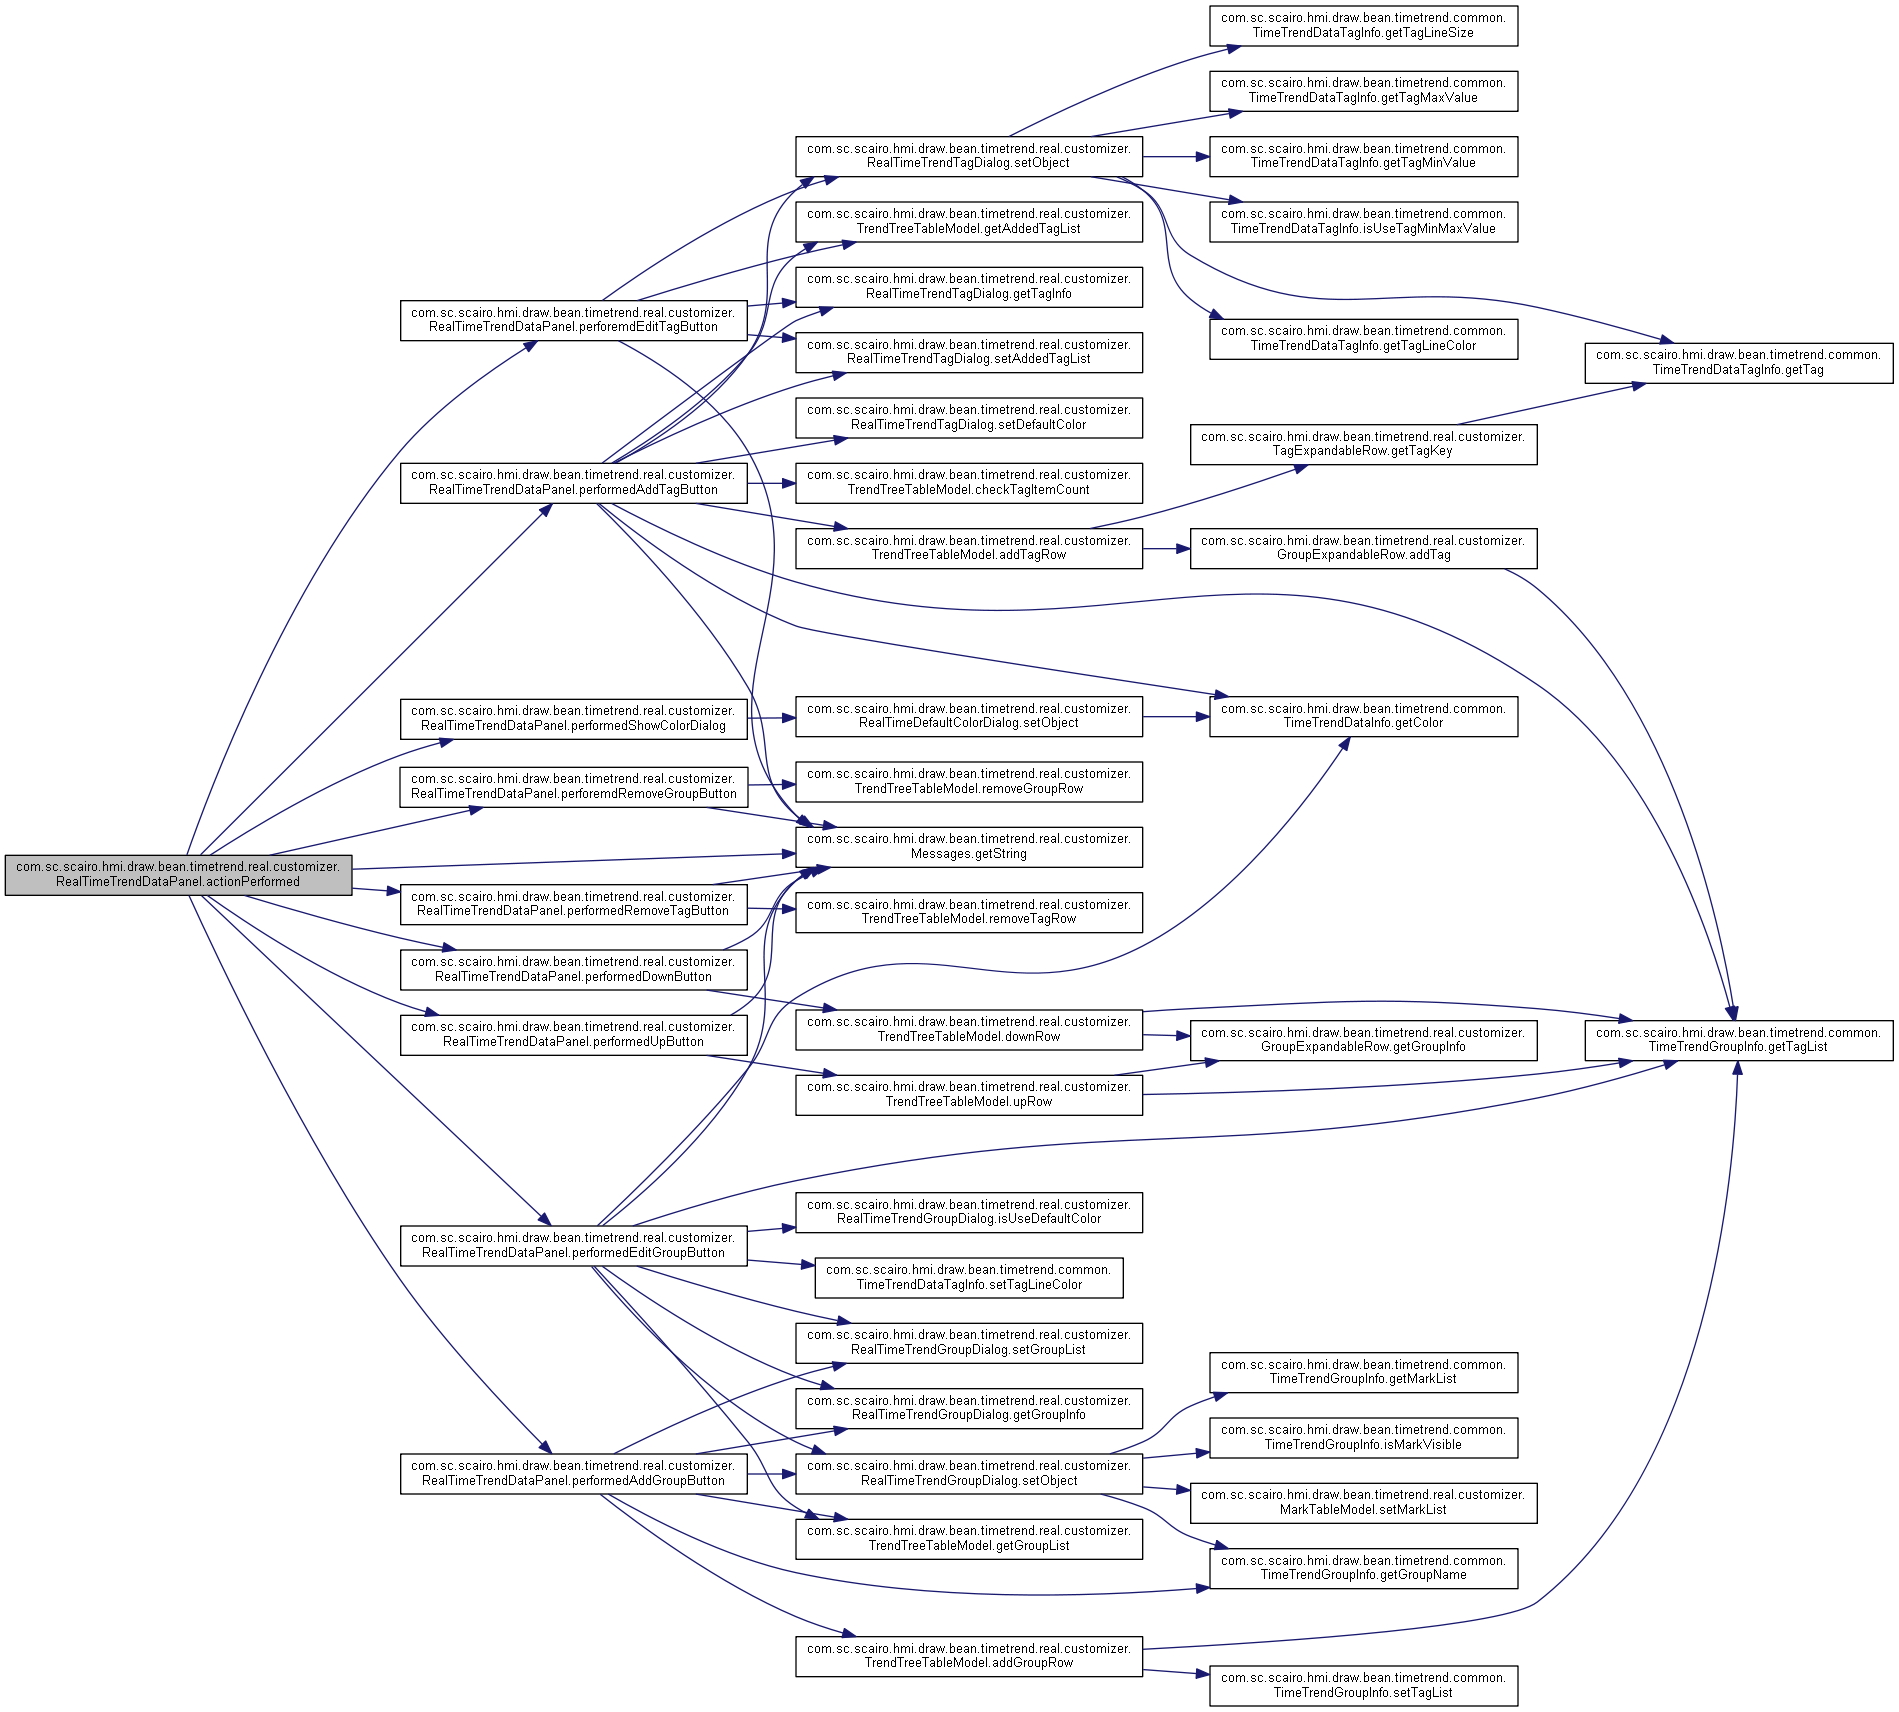 com.sc.scairo.hmi.draw.bean.timetrend.real.customizer.
RealTimeTrendDataPanel.actionPerformed
com.sc.scairo.hmi.draw.bean.timetrend.real.customizer.
RealTimeTrendDataPanel.perforemdEditTagButton
com.sc.scairo.hmi.draw.bean.timetrend.real.customizer.
RealTimeTrendDataPanel.performedAddTagButton
com.sc.scairo.hmi.draw.bean.timetrend.real.customizer.
RealTimeTrendDataPanel.performedShowColorDialog
com.sc.scairo.hmi.draw.bean.timetrend.real.customizer.
RealTimeTrendDataPanel.perforemdRemoveGroupButton
com.sc.scairo.hmi.draw.bean.timetrend.real.customizer.
RealTimeTrendDataPanel.performedRemoveTagButton
com.sc.scairo.hmi.draw.bean.timetrend.real.customizer.
RealTimeTrendDataPanel.performedDownButton
com.sc.scairo.hmi.draw.bean.timetrend.real.customizer.
RealTimeTrendDataPanel.performedUpButton
com.sc.scairo.hmi.draw.bean.timetrend.real.customizer.
RealTimeTrendDataPanel.performedEditGroupButton
com.sc.scairo.hmi.draw.bean.timetrend.real.customizer.
RealTimeTrendDataPanel.performedAddGroupButton
com.sc.scairo.hmi.draw.bean.timetrend.real.customizer.
RealTimeTrendTagDialog.setObject
com.sc.scairo.hmi.draw.bean.timetrend.real.customizer.
TrendTreeTableModel.getAddedTagList
com.sc.scairo.hmi.draw.bean.timetrend.real.customizer.
RealTimeTrendTagDialog.getTagInfo
com.sc.scairo.hmi.draw.bean.timetrend.real.customizer.
RealTimeTrendTagDialog.setAddedTagList
com.sc.scairo.hmi.draw.bean.timetrend.real.customizer.
RealTimeTrendTagDialog.setDefaultColor
com.sc.scairo.hmi.draw.bean.timetrend.real.customizer.
TrendTreeTableModel.checkTagItemCount
com.sc.scairo.hmi.draw.bean.timetrend.real.customizer.
TrendTreeTableModel.addTagRow
com.sc.scairo.hmi.draw.bean.timetrend.real.customizer.
RealTimeDefaultColorDialog.setObject
com.sc.scairo.hmi.draw.bean.timetrend.real.customizer.
TrendTreeTableModel.removeGroupRow
com.sc.scairo.hmi.draw.bean.timetrend.real.customizer.
Messages.getString
com.sc.scairo.hmi.draw.bean.timetrend.real.customizer.
TrendTreeTableModel.removeTagRow
com.sc.scairo.hmi.draw.bean.timetrend.real.customizer.
TrendTreeTableModel.downRow
com.sc.scairo.hmi.draw.bean.timetrend.real.customizer.
TrendTreeTableModel.upRow
com.sc.scairo.hmi.draw.bean.timetrend.real.customizer.
RealTimeTrendGroupDialog.isUseDefaultColor
com.sc.scairo.hmi.draw.bean.timetrend.common.
TimeTrendDataTagInfo.setTagLineColor
com.sc.scairo.hmi.draw.bean.timetrend.real.customizer.
RealTimeTrendGroupDialog.setGroupList
com.sc.scairo.hmi.draw.bean.timetrend.real.customizer.
RealTimeTrendGroupDialog.getGroupInfo
com.sc.scairo.hmi.draw.bean.timetrend.real.customizer.
RealTimeTrendGroupDialog.setObject
com.sc.scairo.hmi.draw.bean.timetrend.real.customizer.
TrendTreeTableModel.getGroupList
com.sc.scairo.hmi.draw.bean.timetrend.real.customizer.
TrendTreeTableModel.addGroupRow
com.sc.scairo.hmi.draw.bean.timetrend.common.
TimeTrendDataTagInfo.getTagLineSize
com.sc.scairo.hmi.draw.bean.timetrend.common.
TimeTrendDataTagInfo.getTagMaxValue
com.sc.scairo.hmi.draw.bean.timetrend.common.
TimeTrendDataTagInfo.getTagMinValue
com.sc.scairo.hmi.draw.bean.timetrend.common.
TimeTrendDataTagInfo.isUseTagMinMaxValue
com.sc.scairo.hmi.draw.bean.timetrend.common.
TimeTrendDataTagInfo.getTagLineColor
com.sc.scairo.hmi.draw.bean.timetrend.real.customizer.
TagExpandableRow.getTagKey
com.sc.scairo.hmi.draw.bean.timetrend.real.customizer.
GroupExpandableRow.addTag
com.sc.scairo.hmi.draw.bean.timetrend.common.
TimeTrendDataInfo.getColor
com.sc.scairo.hmi.draw.bean.timetrend.real.customizer.
GroupExpandableRow.getGroupInfo
com.sc.scairo.hmi.draw.bean.timetrend.common.
TimeTrendGroupInfo.getMarkList
com.sc.scairo.hmi.draw.bean.timetrend.common.
TimeTrendGroupInfo.isMarkVisible
com.sc.scairo.hmi.draw.bean.timetrend.real.customizer.
MarkTableModel.setMarkList
com.sc.scairo.hmi.draw.bean.timetrend.common.
TimeTrendGroupInfo.getGroupName
com.sc.scairo.hmi.draw.bean.timetrend.common.
TimeTrendGroupInfo.setTagList
com.sc.scairo.hmi.draw.bean.timetrend.common.
TimeTrendDataTagInfo.getTag
com.sc.scairo.hmi.draw.bean.timetrend.common.
TimeTrendGroupInfo.getTagList